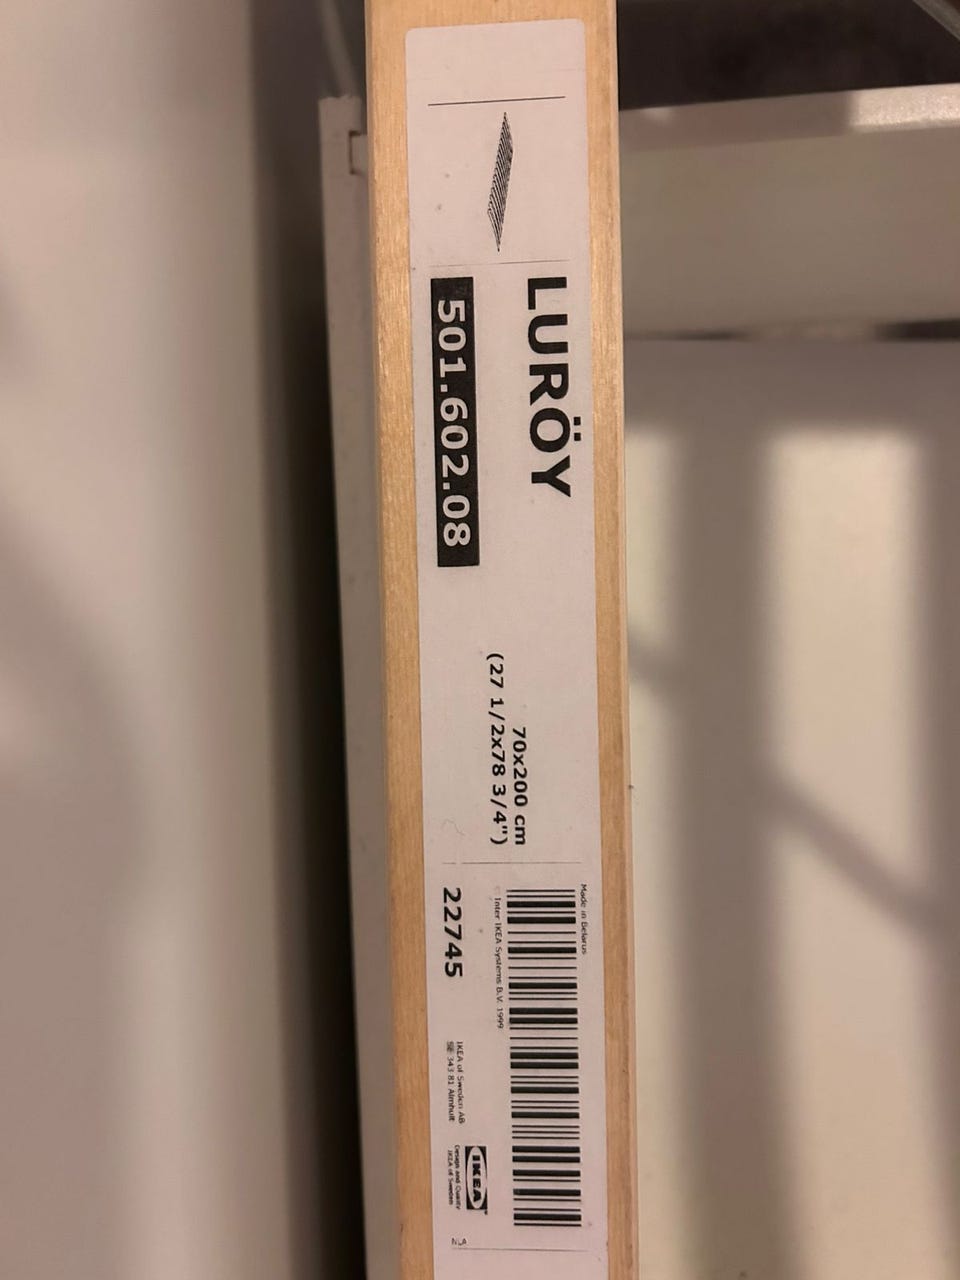 LURÖY
501.602.08
70x200 cm
(27 1/2x78 3/4")
Made in Belarus
© Inter IKEA Systems B.V. 1999
22745
IKEA of Sweden AB
SE 343 81 Älmhult
IKEA
Design and Quality
IKEA of Sweden